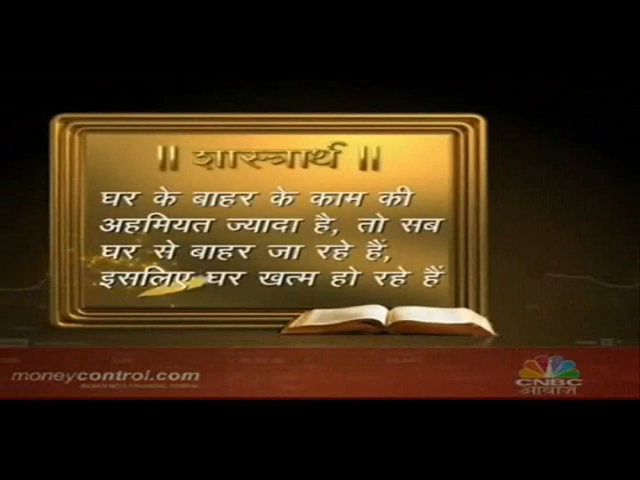 ॥ शास्त्रार्थ ॥
घर के बाहर के काम की
अहमियत ज्यादा है, तो सब
घर से बाहर जा रहे हैं,
इसलिए घर खत्म हो रहे हैं
moneycontrol.com
CNBC
आवाज़